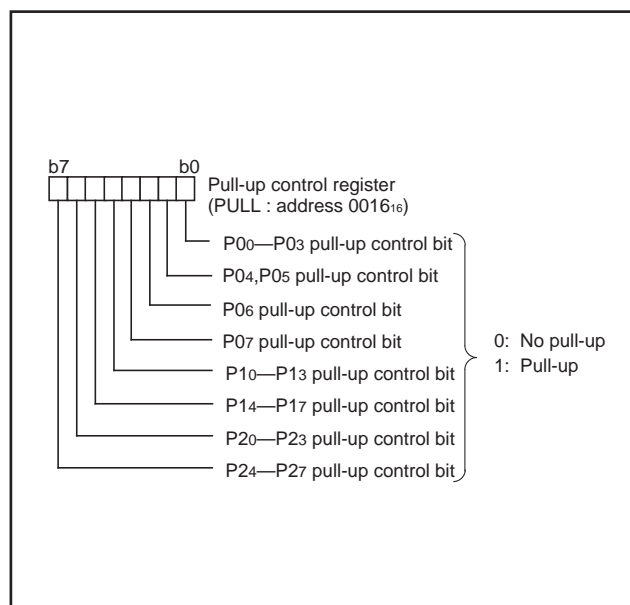 b7 b0
Pull-up control register
(PULL : address 0016₁₆)
P0₀—P0₃ pull-up control bit
P0₄,P0₅ pull-up control bit
P0₆ pull-up control bit
P0₇ pull-up control bit
P1₀—P1₃ pull-up control bit
P1₄—P1₇ pull-up control bit
P2₀—P2₃ pull-up control bit
P2₄—P2₇ pull-up control bit
0: No pull-up
1: Pull-up